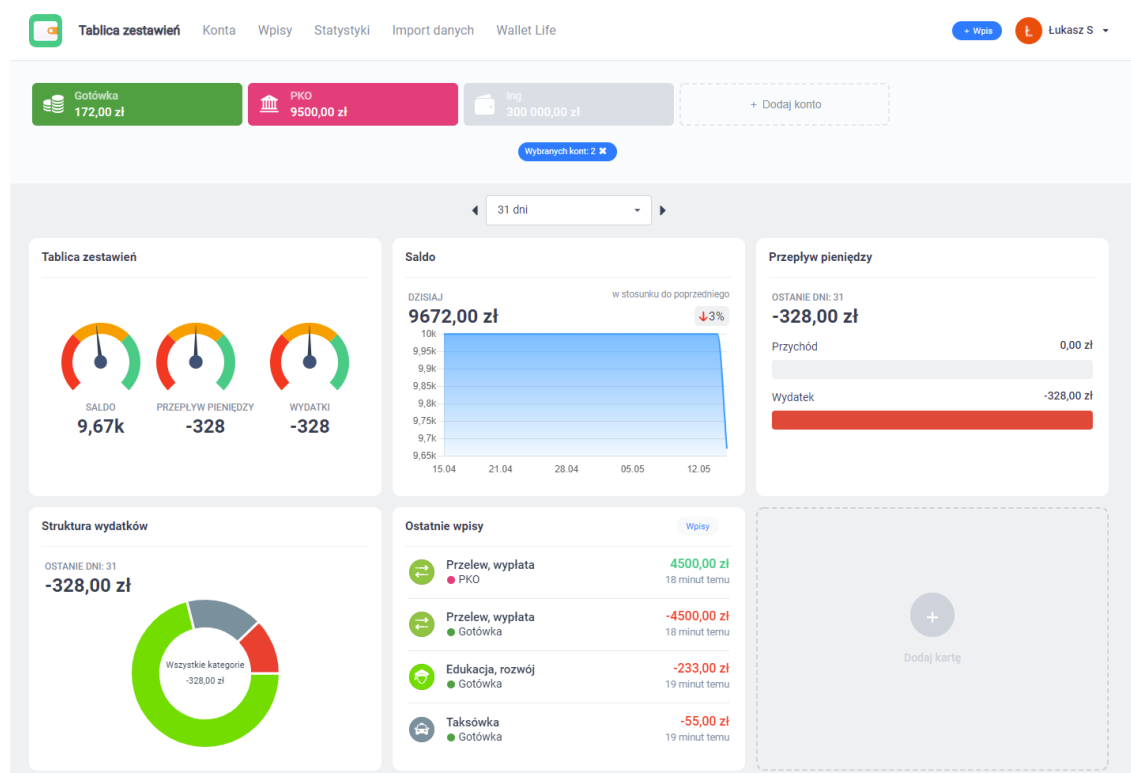 Tablica zestawień Konta Wpisy Statystyki Import danych Wallet Life + Wpis Ł Łukasz S
Gotówka
172,00 zł
PKO
9500,00 zł
Ing
300 000,00 zł
+ Dodaj konto
Wybranych kont: 2 ✖
31 dni
Tablica zestawień
SALDO
9,67k
PRZEPŁYW PIENIĘDZY
-328
WYDATKI
-328
Saldo
DZISIAJ
w stosunku do poprzedniego
9672,00 zł
↓3%
10k
9,95k
9,9k
9,85k
9,8k
9,75k
9,7k
9,65k
15.04 21.04 28.04 05.05 12.05
Przepływ pieniędzy
OSTANIE DNI: 31
-328,00 zł
Przychód 0,00 zł
Wydatek -328,00 zł
Struktura wydatków
OSTANIE DNI: 31
-328,00 zł
Wszystkie kategorie
-328,00 zł
Ostatnie wpisy Wpisy
Przelew, wypłata 4500,00 zł
PKO 18 minut temu
Przelew, wypłata -4500,00 zł
Gotówka 18 minut temu
Edukacja, rozwój -233,00 zł
Gotówka 19 minut temu
Taksówka -55,00 zł
Gotówka 19 minut temu
+
Dodaj kartę